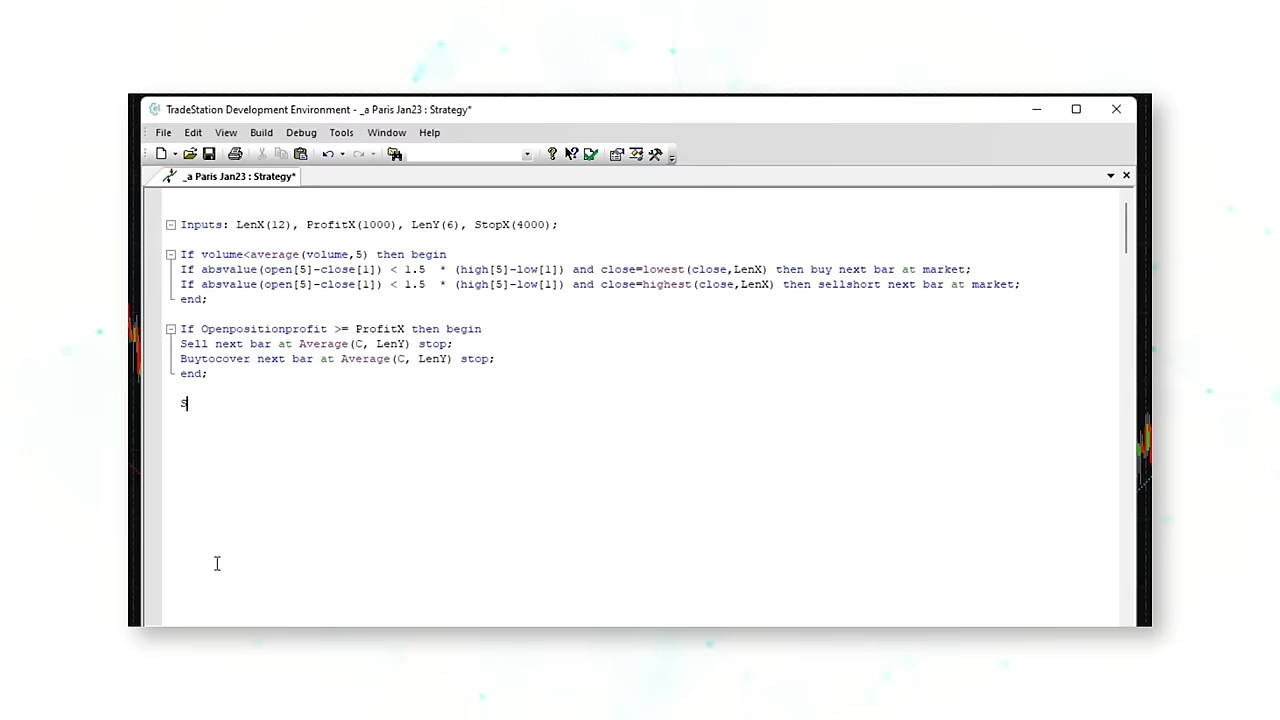 TradeStation Development Environment - _a Paris Jan23 : Strategy*
File Edit View Build Debug Tools Window Help
_a Paris Jan23 : Strategy*
Inputs: LenX(12), ProfitX(1000), LenY(6), StopX(4000);
If volume<average(volume,5) then begin
If absvalue(open[5]-close[1]) < 1.5 * (high[5]-low[1]) and close=lowest(close,LenX) then buy next bar at market;
If absvalue(open[5]-close[1]) < 1.5 * (high[5]-low[1]) and close=highest(close,LenX) then sellshort next bar at market;
end;
If Openpositionprofit >= ProfitX then begin
Sell next bar at Average(C, LenY) stop;
Buytocover next bar at Average(C, LenY) stop;
end;
S